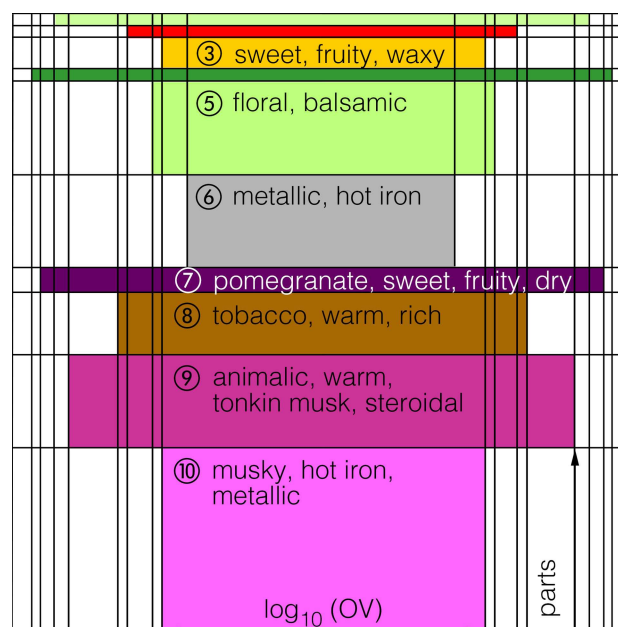 ③ sweet, fruity, waxy
⑤ floral, balsamic
⑥ metallic, hot iron
⑦ pomegranate, sweet, fruity, dry
⑧ tobacco, warm, rich
⑨ animalic, warm,
tonkin musk, steroidal
⑩ musky, hot iron,
metallic
log₁₀ (OV)
parts